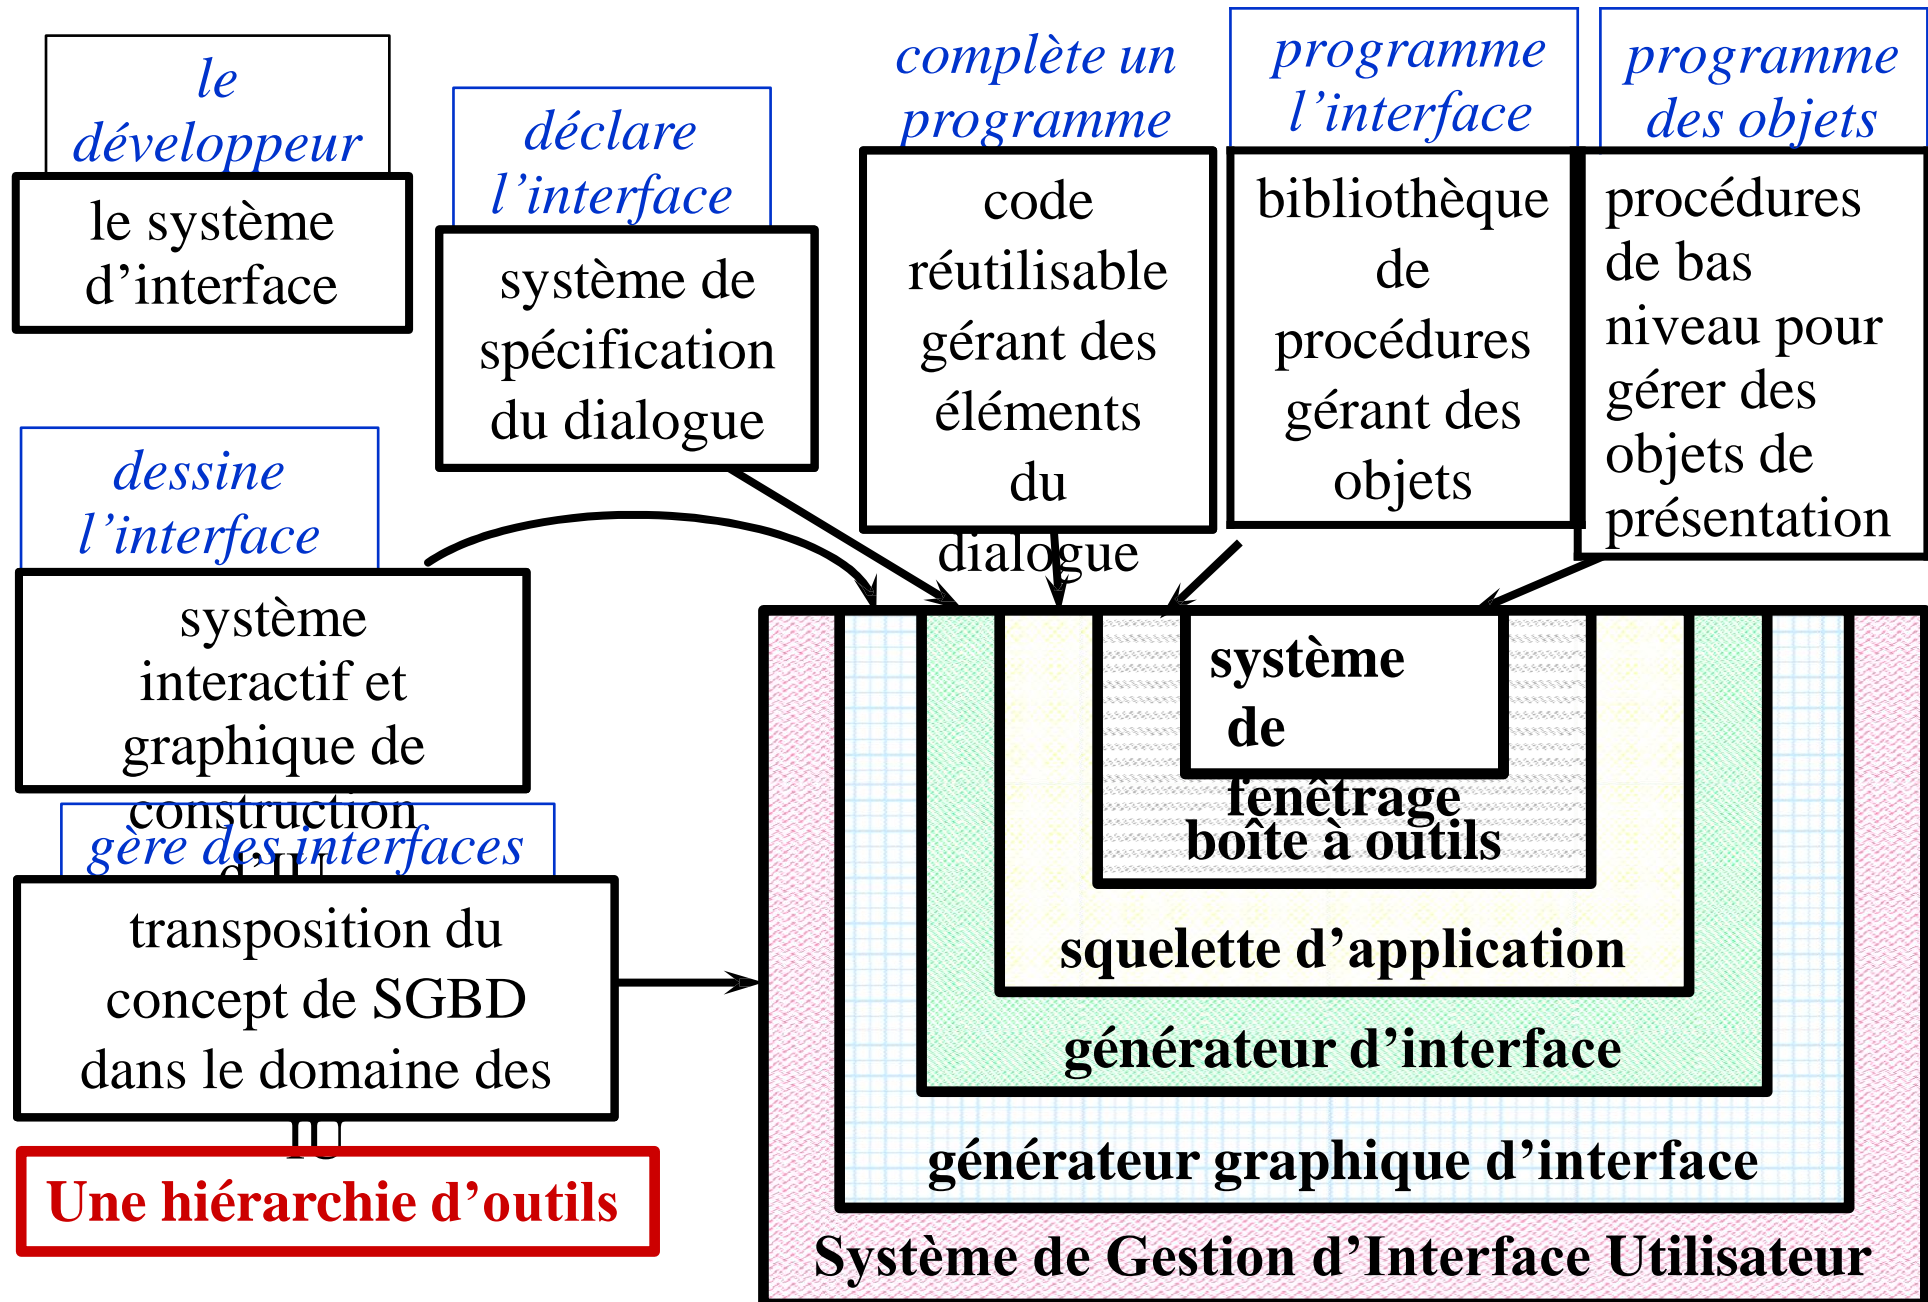 le
développeur
le système
d’interface
déclare
l’interface
système de
spécification
du dialogue
complète un
programme
code
réutilisable
gérant des
éléments
du
dialogue
programme
l’interface
bibliothèque
de
procédures
gérant des
objets
programme
des objets
procédures
de bas
niveau pour
gérer des
objets de
présentation
dessine
l’interface
système
interactif et
graphique de
construction
d’IU
gère des interfaces
transposition du
concept de SGBD
dans le domaine des
IU
Une hiérarchie d’outils
système
de
fenêtrage
boîte à outils
squelette d’application
générateur d’interface
générateur graphique d’interface
Système de Gestion d’Interface Utilisateur